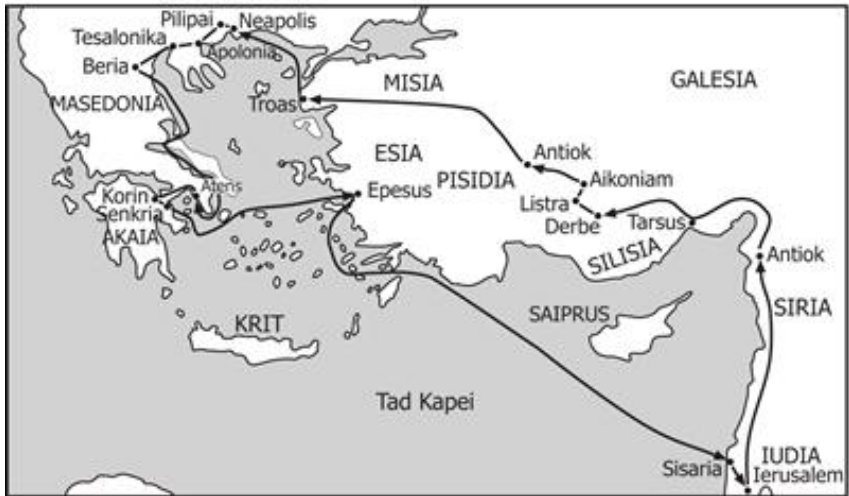 Pilipai
Neapolis
Tesalonika
Apolonia
Beria
MASEDONIA
MISIA
GALESIA
Troas
ESIA
Antiok
PISIDIA
Aikoniam
Epesus
Listra
Derbe
Tarsus
Korin
Senkria
AKAIA
SILISIA
Antiok
SIRIA
SAIPRUS
KRIT
Tad Kapei
Sisaria
IUDIA
Ierusalem